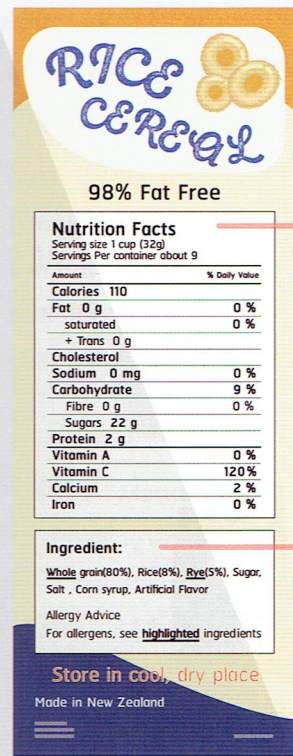 RICE
CEREAL
98% Fat Free
Nutrition Facts
Serving size 1 cup (32g)
Servings Per container about 9
Amount % Daily Value
Calories 110
Fat 0 g 0 %
saturated 0 %
+ Trans 0 g
Cholesterol
Sodium 0 mg 0 %
Carbohydrate 9 %
Fibre 0 g 0 %
Sugars 22 g
Protein 2 g
Vitamin A 0 %
Vitamin C 120%
Calcium 2 %
Iron 0 %
Ingredient:
Whole grain(80%), Rice(8%), Rye(5%), Sugar,
Salt , Corn syrup, Artificial Flavor
Allergy Advice
For allergens, see highlighted ingredients
Store in cool, dry place
Made in New Zealand